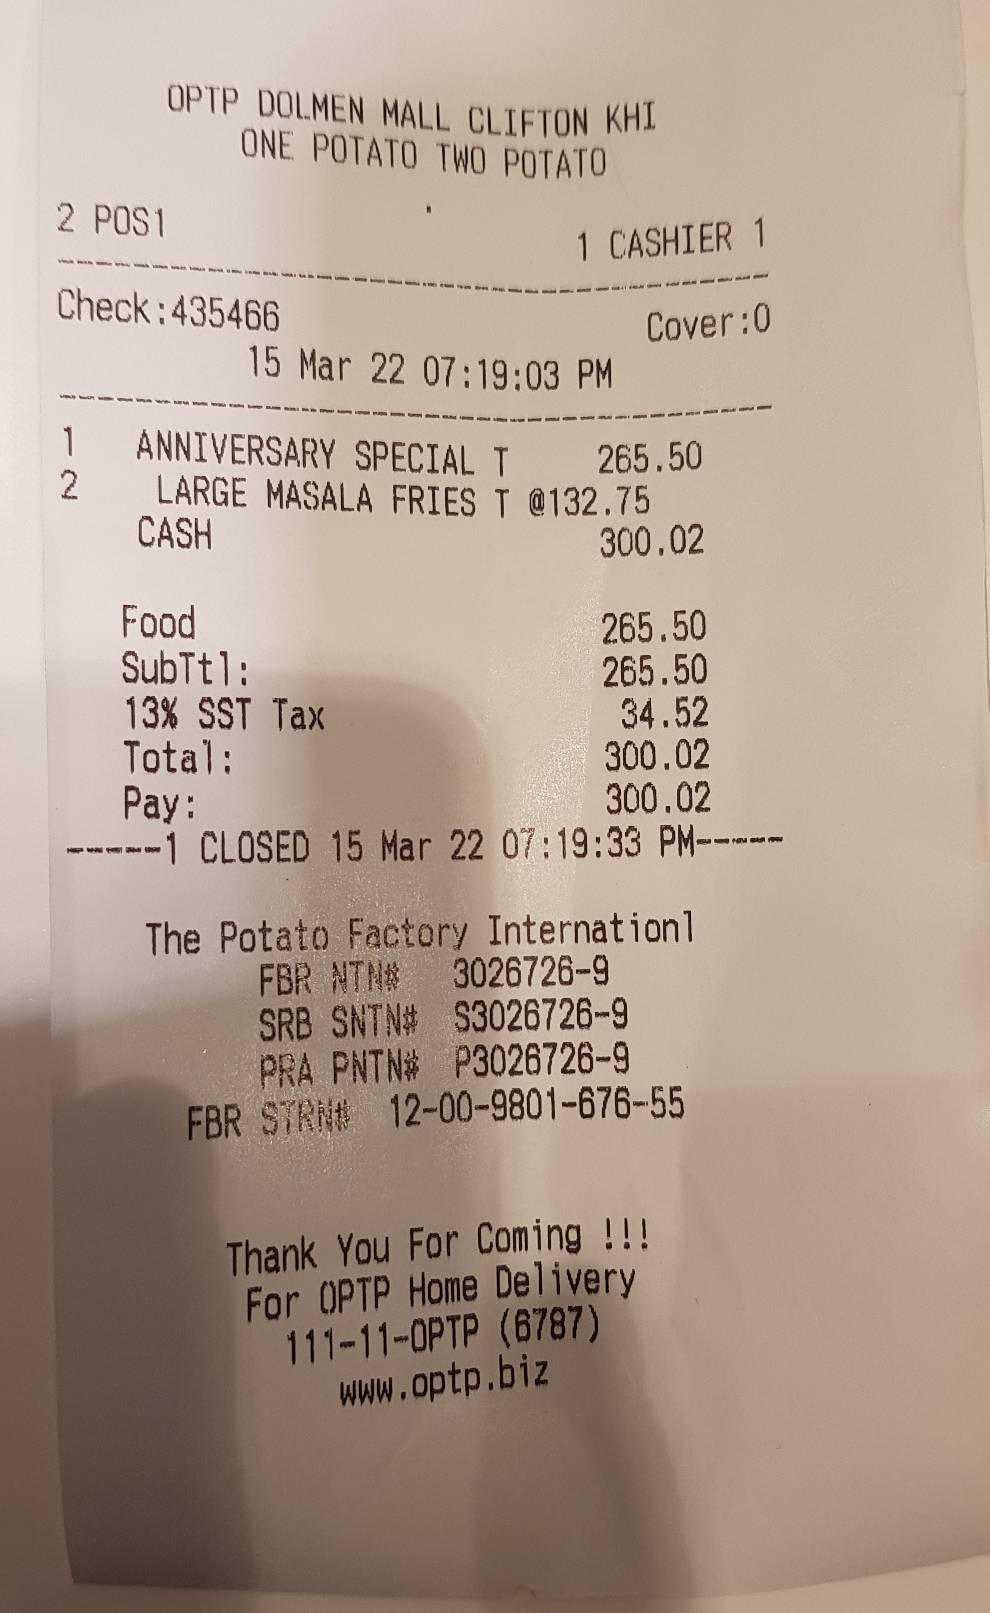 OPTP DOLMEN MALL CLIFTON KHI
ONE POTATO TWO POTATO
2 POS1 1 CASHIER 1
Check:435466 Cover:0
15 Mar 22 07:19:03 PM
1 ANNIVERSARY SPECIAL T 265.50
2 LARGE MASALA FRIES T @132.75
CASH 300.02
Food 265.50
SubTtl: 265.50
13% SST Tax 34.52
Total: 300.02
Pay: 300.02
-----1 CLOSED 15 Mar 22 07:19:33 PM-----
The Potato Factory Internationl
FBR NTN# 3026726-9
SRB SNTN# S3026726-9
PRA PNTN# P3026726-9
FBR STRN# 12-00-9801-676-55
Thank You For Coming !!!
For OPTP Home Delivery
111-11-OPTP (6787)
www.optp.biz